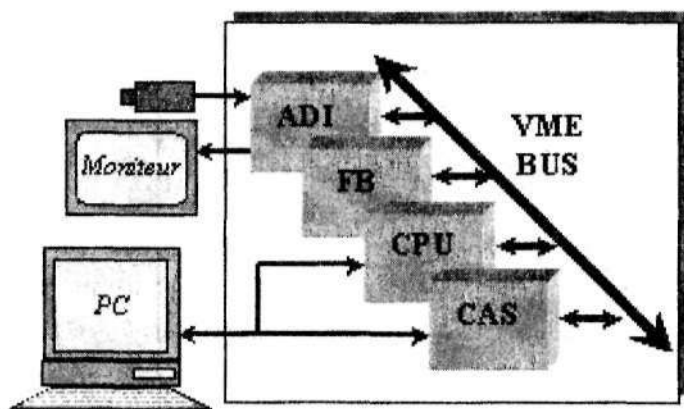 ADI
VME
BUS
Moniteur
FB
CPU
PC
CAS